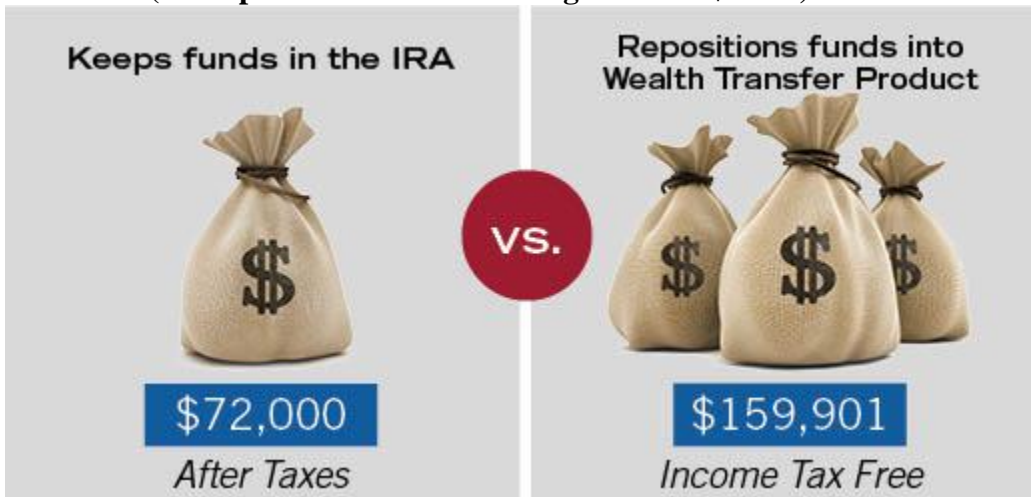 Keeps funds in the IRA
$
$72,000
After Taxes
vs.
Repositions funds into
Wealth Transfer Product
$ $ $
$159,901
Income Tax Free